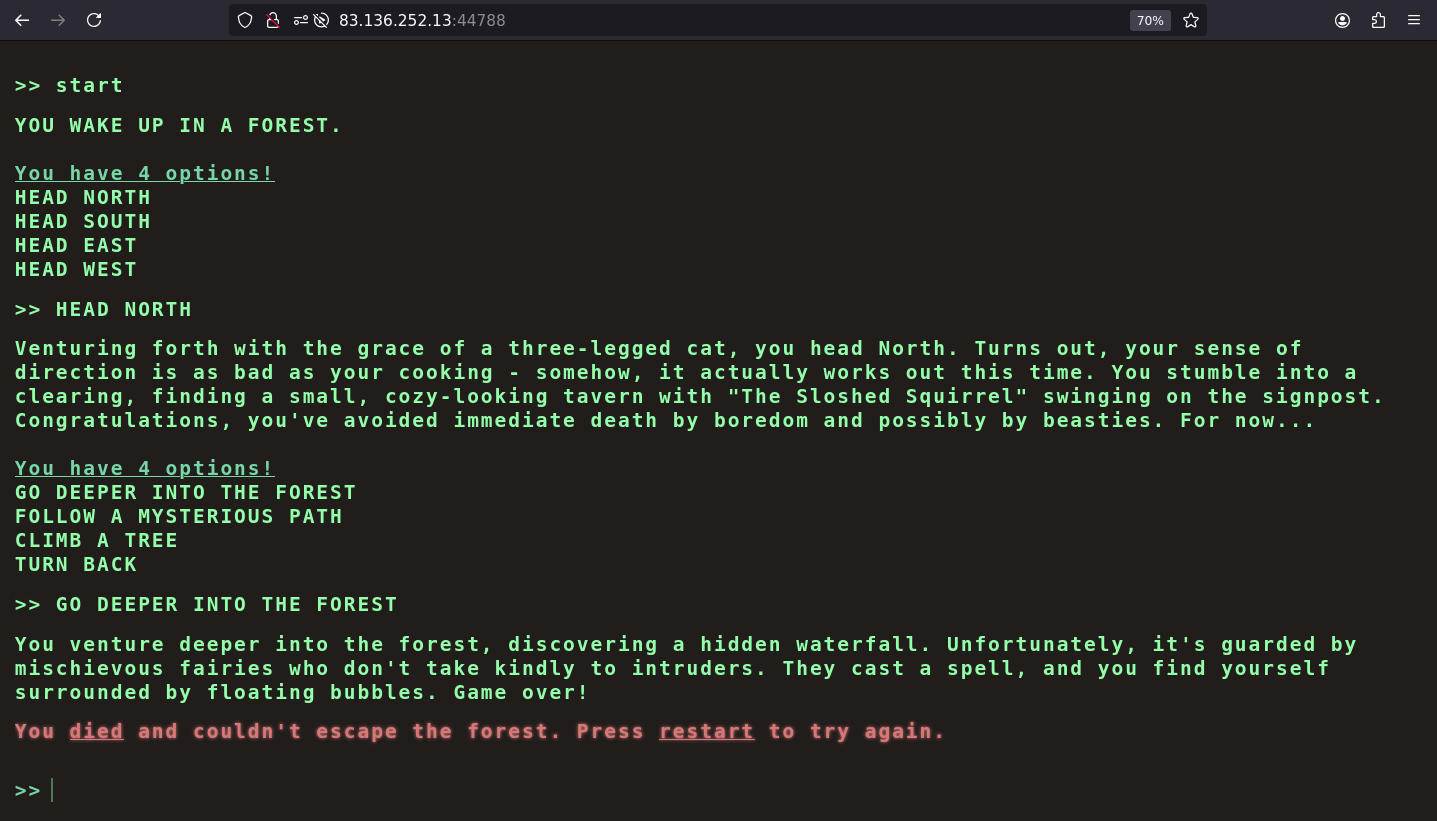 83.136.252.13:44788
70%
>> start
YOU WAKE UP IN A FOREST.
You have 4 options!
HEAD NORTH
HEAD SOUTH
HEAD EAST
HEAD WEST
>> HEAD NORTH
Venturing forth with the grace of a three-legged cat, you head North. Turns out, your sense of
direction is as bad as your cooking - somehow, it actually works out this time. You stumble into a
clearing, finding a small, cozy-looking tavern with "The Sloshed Squirrel" swinging on the signpost.
Congratulations, you've avoided immediate death by boredom and possibly by beasties. For now...
You have 4 options!
GO DEEPER INTO THE FOREST
FOLLOW A MYSTERIOUS PATH
CLIMB A TREE
TURN BACK
>> GO DEEPER INTO THE FOREST
You venture deeper into the forest, discovering a hidden waterfall. Unfortunately, it's guarded by
mischievous fairies who don't take kindly to intruders. They cast a spell, and you find yourself
surrounded by floating bubbles. Game over!
You died and couldn't escape the forest. Press restart to try again.
>>